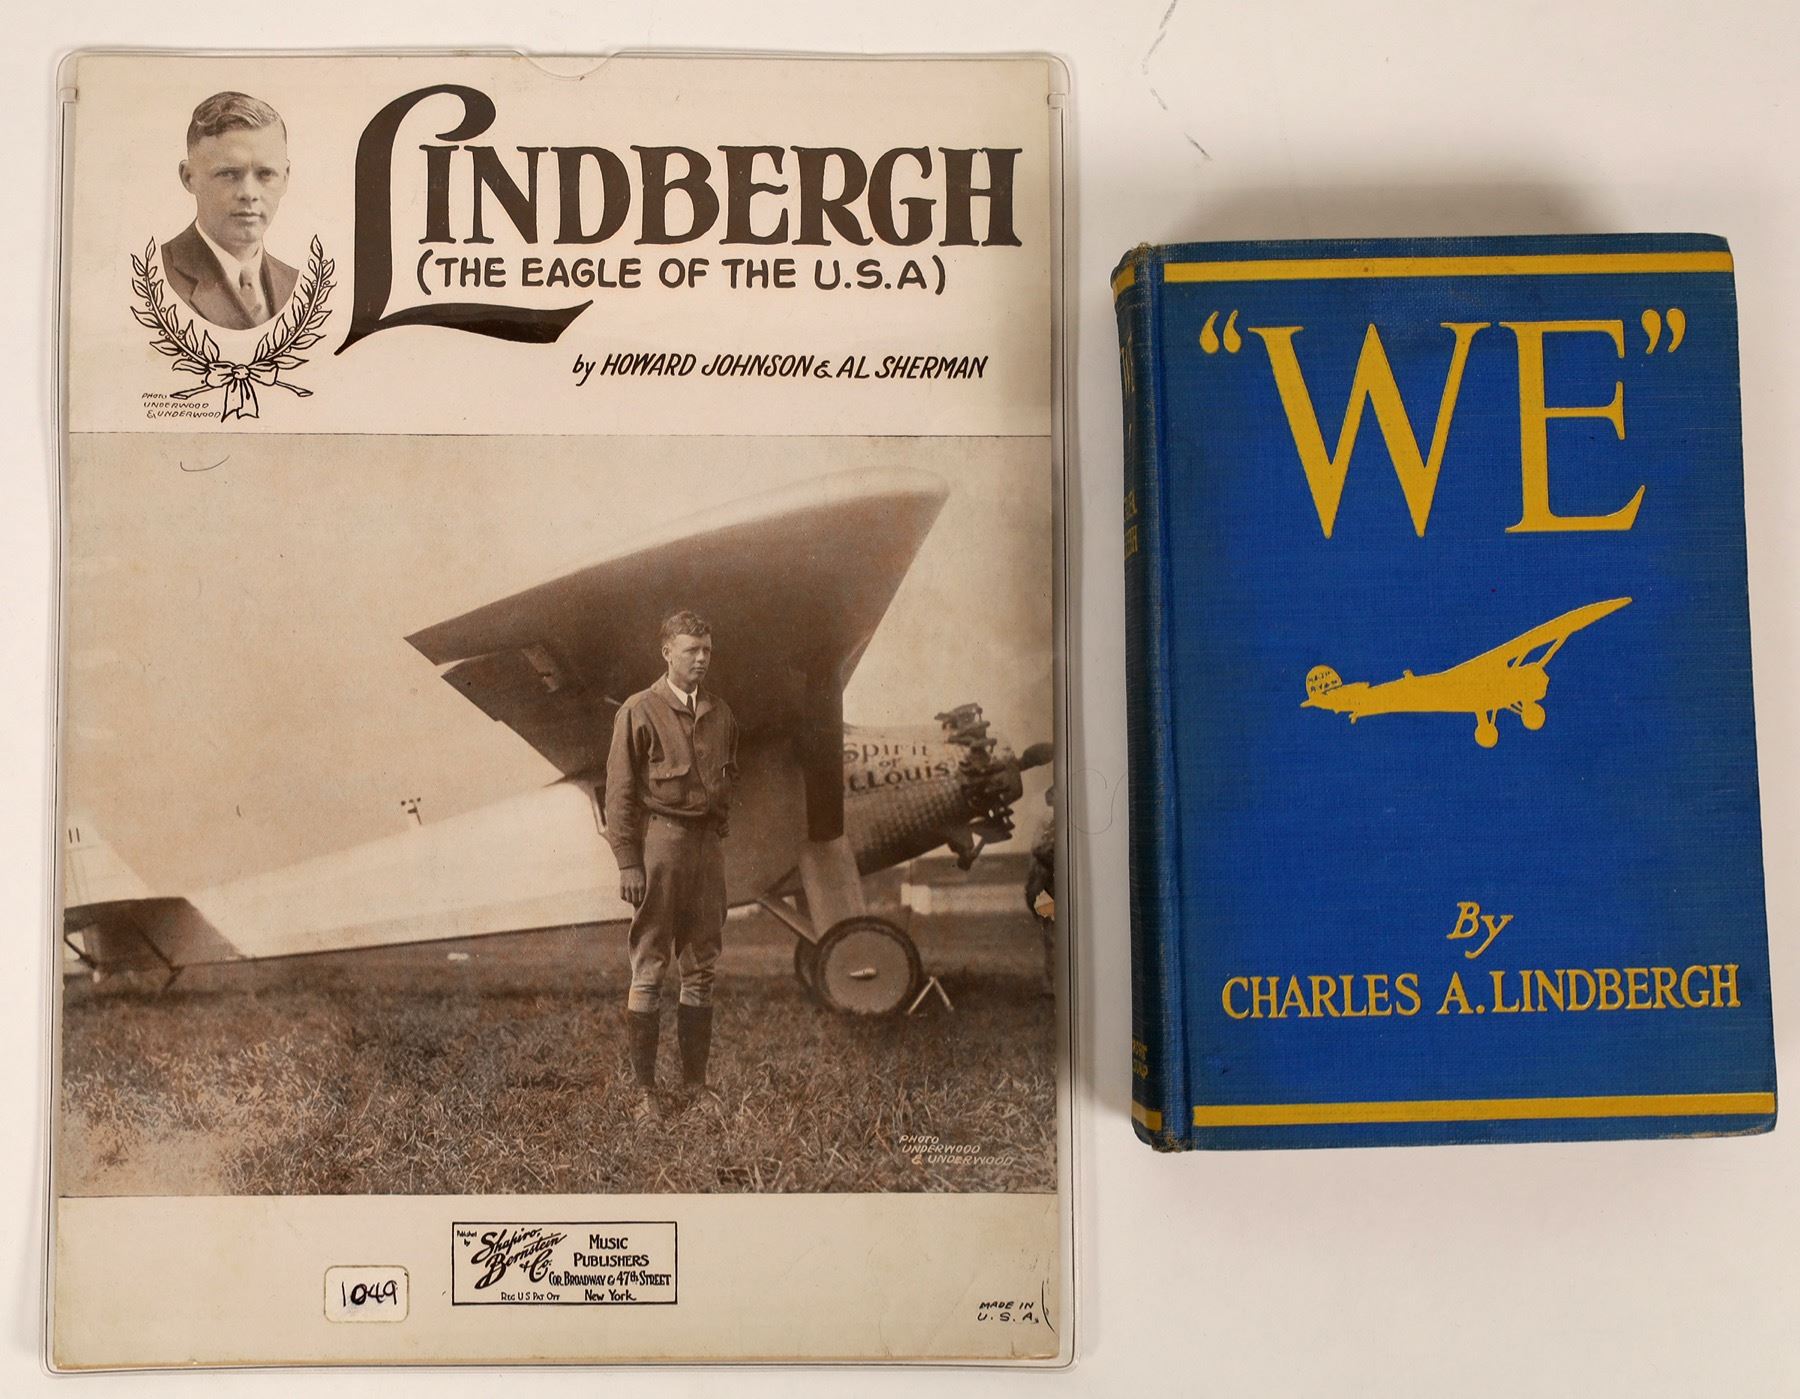 LINDBERGH
(THE EAGLE OF THE U.S.A)
by HOWARD JOHNSON & AL SHERMAN
PHOTO
UNDERWOOD
& UNDERWOOD
Spirit
OF
t. Louis
PHOTO
UNDERWOOD
& UNDERWOOD
Published
by
Shapiro,
Bernstein
& Co.
MUSIC
PUBLISHERS
COR. BROADWAY & 47th STREET
REG U S PAT OFF
New York
1049
MADE IN
U. S. A.
"WE"
By
CHARLES A. LINDBERGH